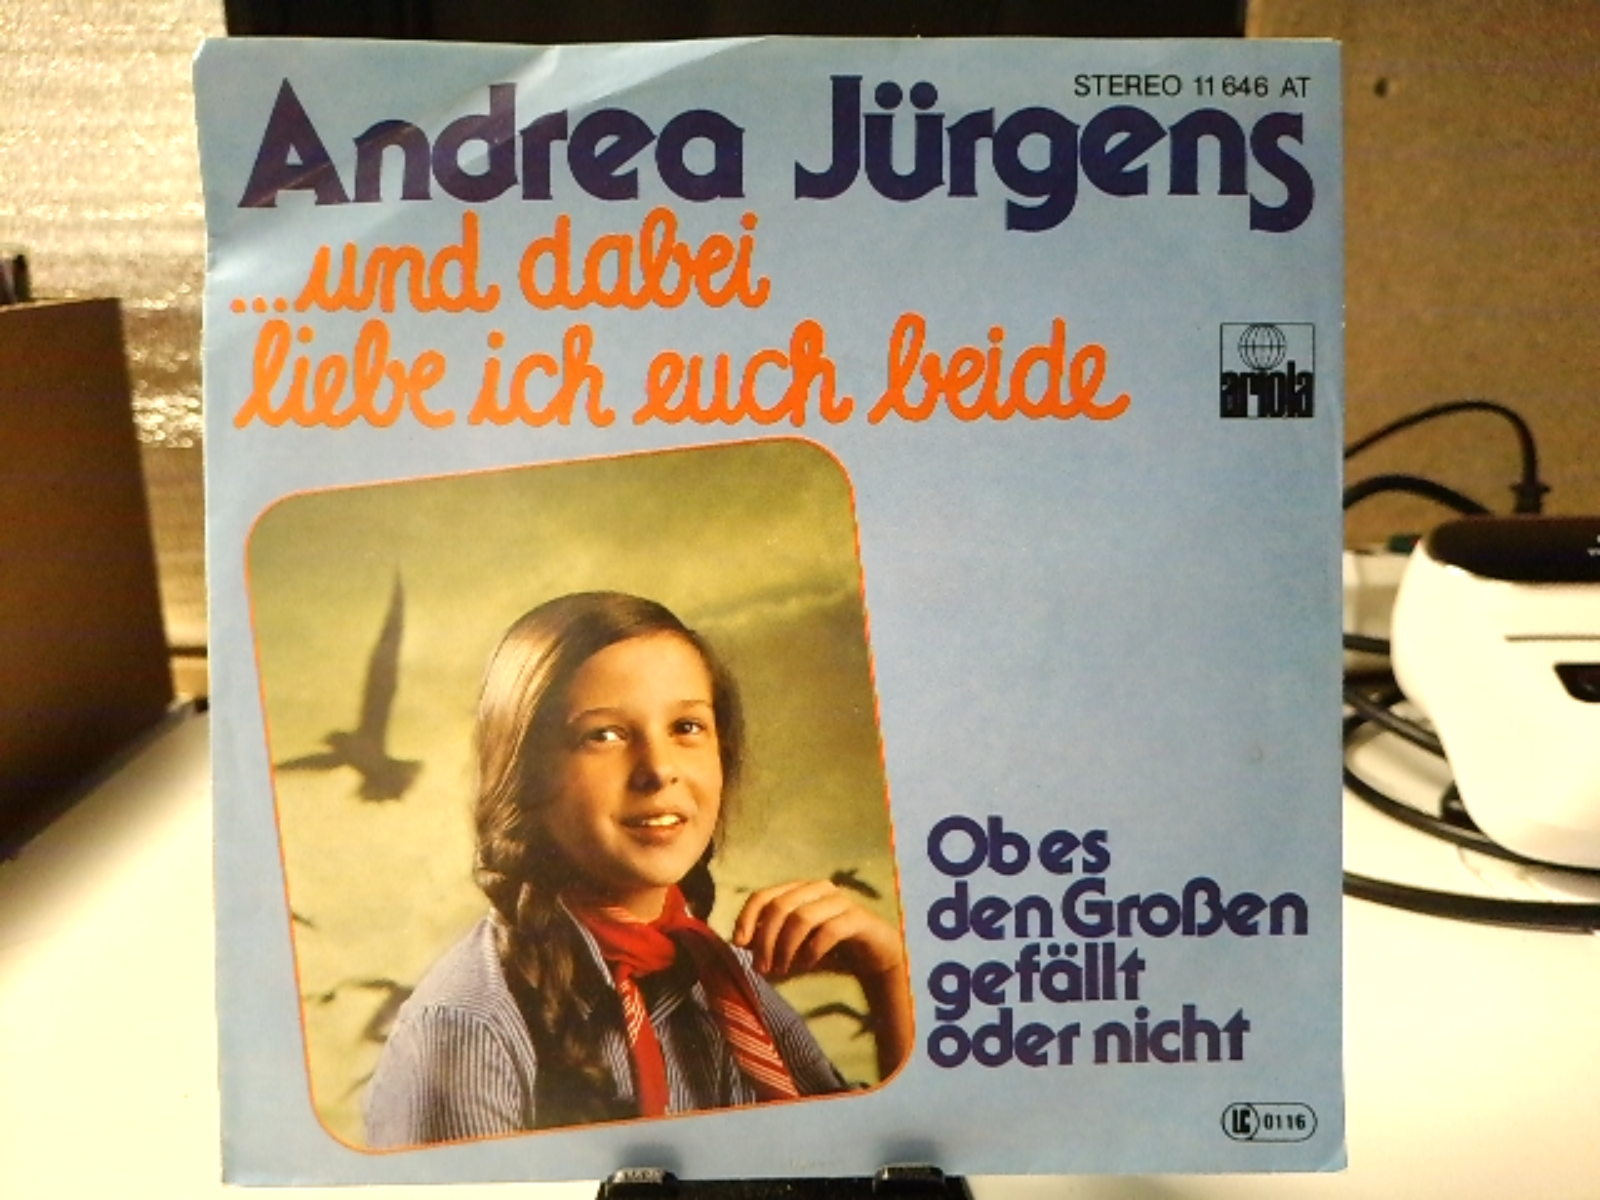 STEREO 11 646 AT
Andrea Jürgens
...und dabei
liebe ich euch beide
ariola
Ob es
den Großen
gefällt
oder nicht
LC 0116